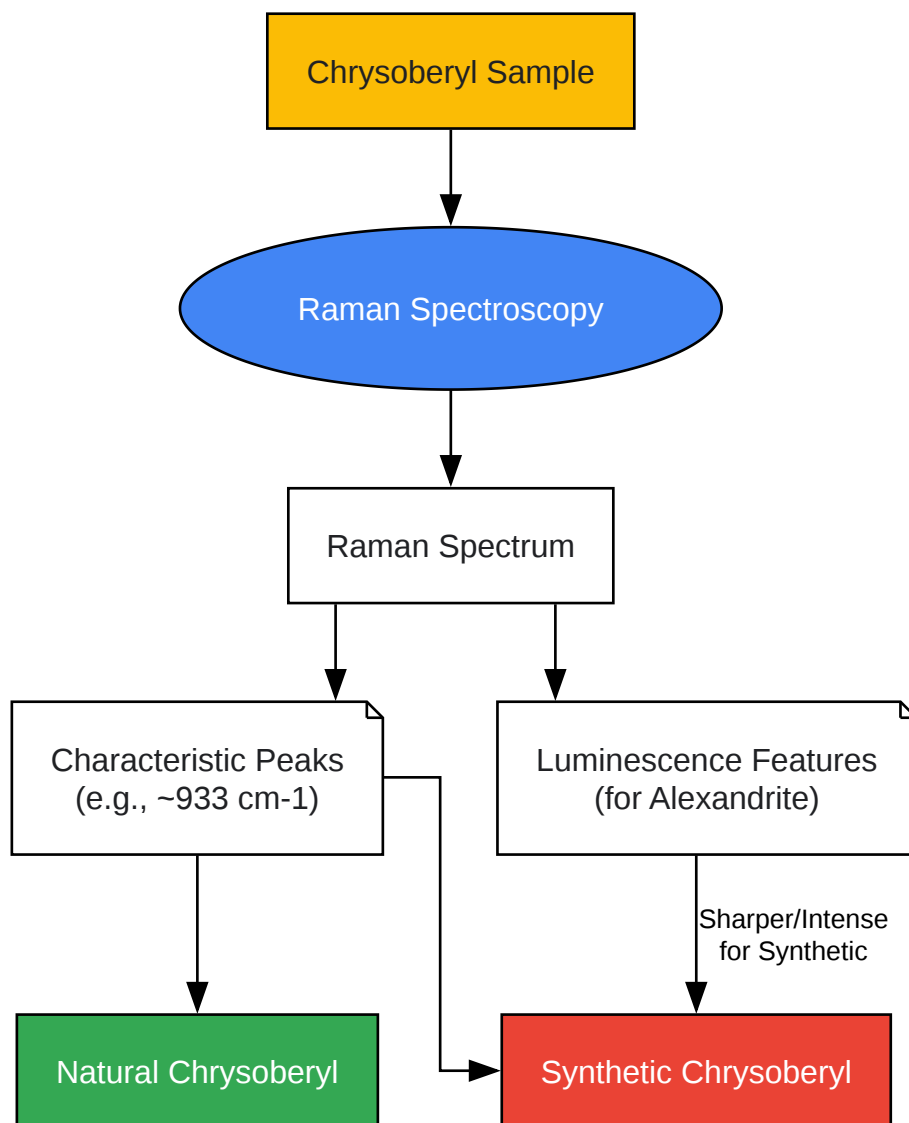 Chrysoberyl Sample
Raman Spectroscopy
Raman Spectrum
Characteristic Peaks
(e.g., ~933 cm-1)
Luminescence Features
(for Alexandrite)
Sharper/Intense
for Synthetic
Natural Chrysoberyl
Synthetic Chrysoberyl